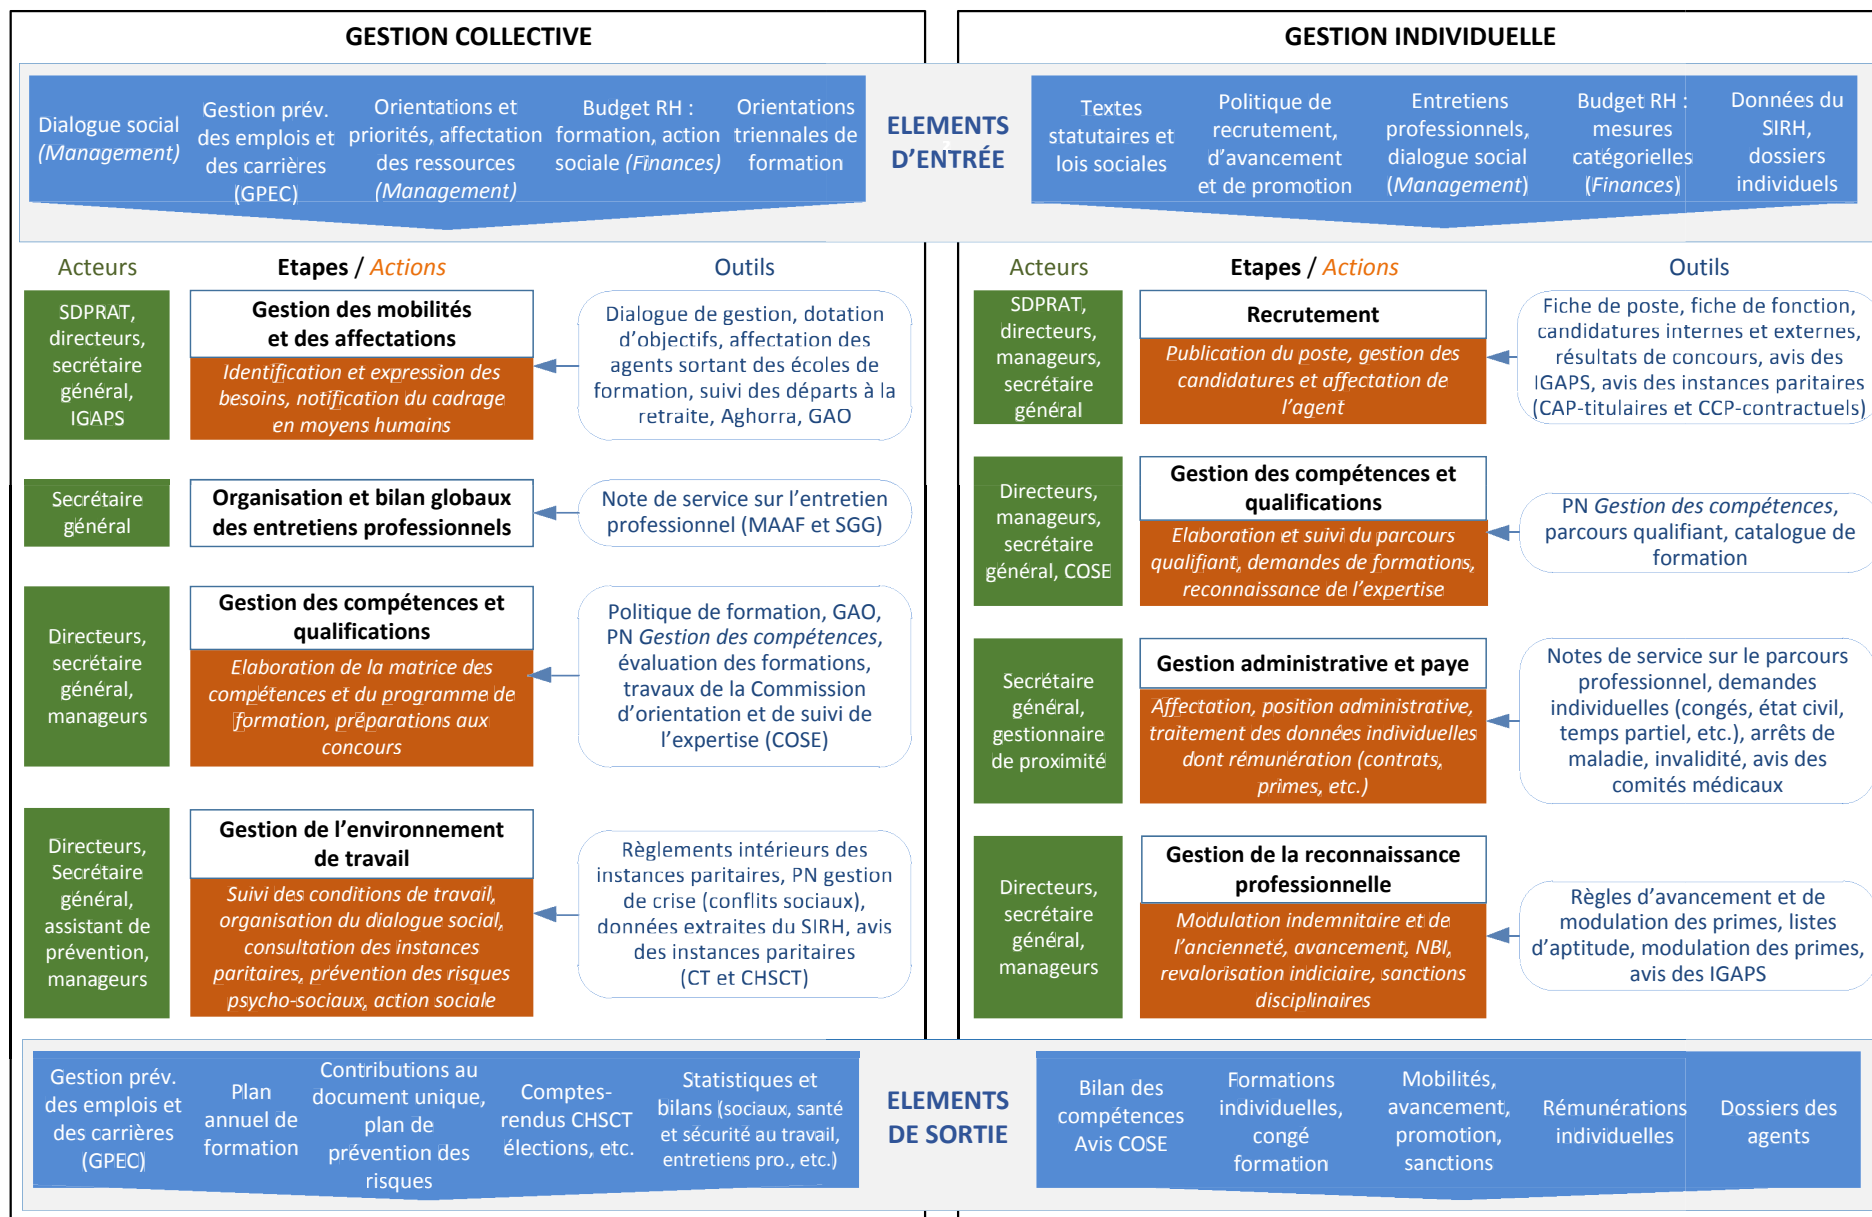 GESTION COLLECTIVE
Dialogue social
(Management)
Gestion prév.
des emplois et
des carrières
(GPEC)
Orientations et
priorités, affectation
des ressources
(Management)
Budget RH :
formation, action
sociale (Finances)
Orientations
triennales de
formation
ELEMENTS
D’ENTRÉE
GESTION INDIVIDUELLE
Textes
statutaires et
lois sociales
Politique de
recrutement,
d’avancement
et de promotion
Entretiens
professionnels,
dialogue social
(Management)
Budget RH :
mesures
catégorielles
(Finances)
Données du
SIRH,
dossiers
individuels
Acteurs
Etapes / Actions
Outils
SDPRAT,
directeurs,
secrétaire
général,
IGAPS
Gestion des mobilités
et des affectations
Identification et expression des
besoins, notification du cadrage
en moyens humains
Dialogue de gestion, dotation
d’objectifs, affectation des
agents sortant des écoles de
formation, suivi des départs à la
retraite, Aghorra, GAO
Secrétaire
général
Organisation et bilan globaux
des entretiens professionnels
Note de service sur l’entretien
professionnel (MAAF et SGG)
Directeurs,
secrétaire
général,
manageurs
Gestion des compétences et
qualifications
Elaboration de la matrice des
compétences et du programme de
formation, préparations aux
concours
Politique de formation, GAO,
PN Gestion des compétences,
évaluation des formations,
travaux de la Commission
d’orientation et de suivi de
l’expertise (COSE)
Directeurs,
Secrétaire
général,
assistant de
prévention,
manageurs
Gestion de l’environnement
de travail
Suivi des conditions de travail,
organisation du dialogue social,
consultation des instances
paritaires, prévention des risques
psycho-sociaux, action sociale
Règlements intérieurs des
instances paritaires, PN gestion
de crise (conflits sociaux),
données extraites du SIRH, avis
des instances paritaires
(CT et CHSCT)
Acteurs
Etapes / Actions
Outils
SDPRAT,
directeurs,
manageurs,
secrétaire
général
Recrutement
Publication du poste, gestion des
candidatures et affectation de
l’agent
Fiche de poste, fiche de fonction,
candidatures internes et externes,
résultats de concours, avis des
IGAPS, avis des instances paritaires
(CAP-titulaires et CCP-contractuels)
Directeurs,
manageurs,
secrétaire
général, COSE
Gestion des compétences et
qualifications
Elaboration et suivi du parcours
qualifiant, demandes de formations,
reconnaissance de l’expertise
PN Gestion des compétences,
parcours qualifiant, catalogue de
formation
Secrétaire
général,
gestionnaire
de proximité
Gestion administrative et paye
Affectation, position administrative,
traitement des données individuelles
dont rémunération (contrats,
primes, etc.)
Notes de service sur le parcours
professionnel, demandes
individuelles (congés, état civil,
temps partiel, etc.), arrêts de
maladie, invalidité, avis des
comités médicaux
Directeurs,
secrétaire
général,
manageurs
Gestion de la reconnaissance
professionnelle
Modulation indemnitaire et de
l’ancienneté, avancement, NBI,
revalorisation indiciaire, sanctions
disciplinaires
Règles d’avancement et de
modulation des primes, listes
d’aptitude, modulation des primes,
avis des IGAPS
Gestion prév.
des emplois et
des carrières
(GPEC)
Plan
annuel de
formation
Contributions au
document unique,
plan de
prévention des
risques
Comptes-
rendus CHSCT
élections, etc.
Statistiques et
bilans (sociaux, santé
et sécurité au travail,
entretiens pro., etc.)
ELEMENTS
DE SORTIE
Bilan des
compétences
Avis COSE
Formations
individuelles,
congé
formation
Mobilités,
avancement,
promotion,
sanctions
Rémunérations
individuelles
Dossiers des
agents